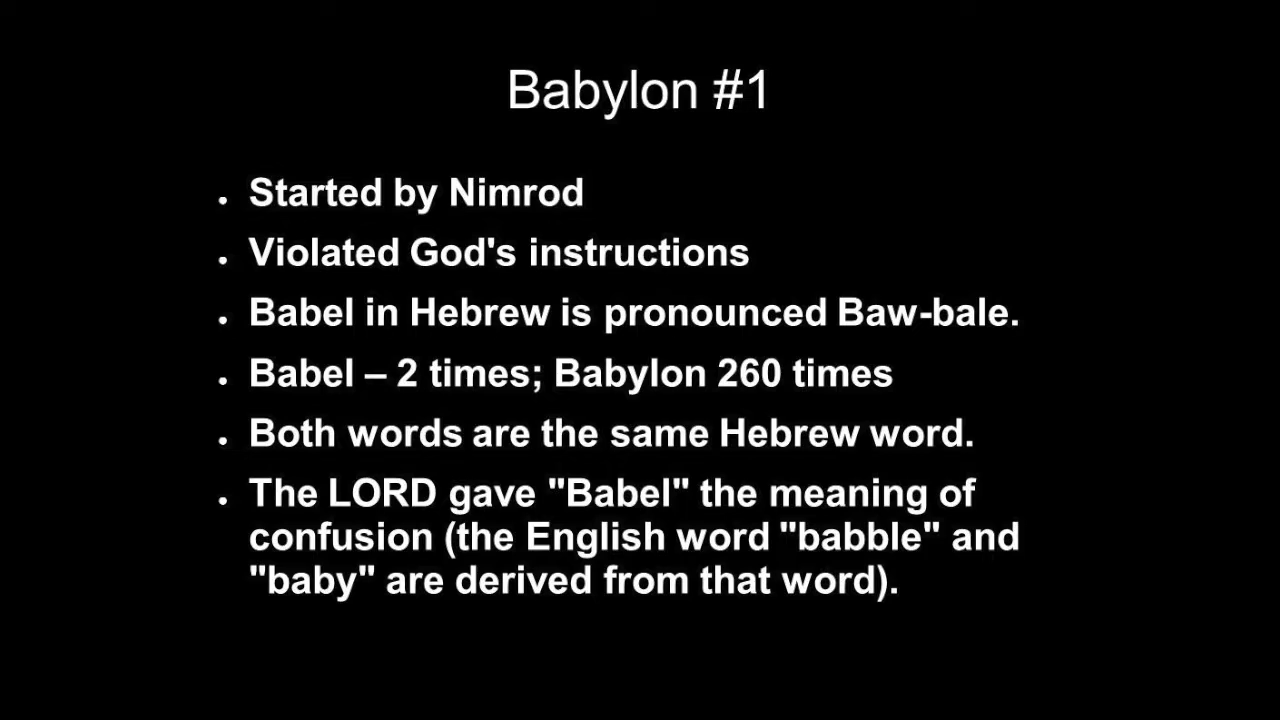 Babylon #1
● Started by Nimrod
● Violated God's instructions
● Babel in Hebrew is pronounced Baw-bale.
● Babel – 2 times; Babylon 260 times
● Both words are the same Hebrew word.
● The LORD gave "Babel" the meaning of
confusion (the English word "babble" and
"baby" are derived from that word).